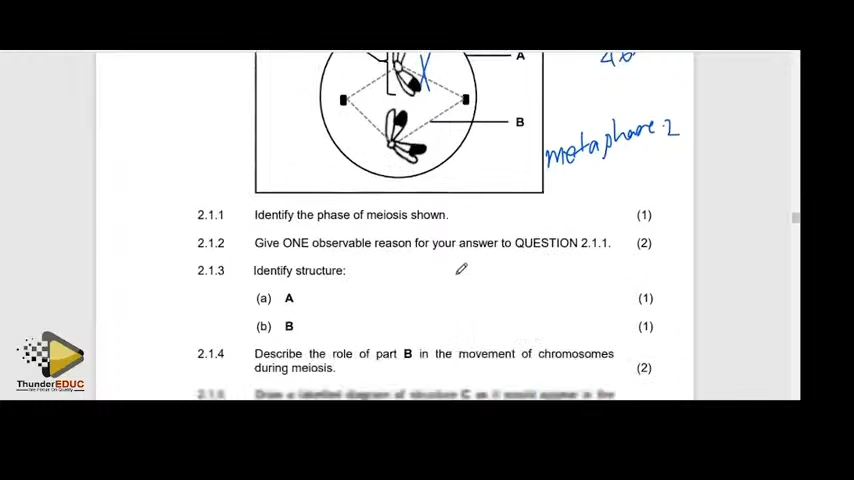 A
B
metaphase 2
2.1.1 Identify the phase of meiosis shown. (1)
2.1.2 Give ONE observable reason for your answer to QUESTION 2.1.1. (2)
2.1.3 Identify structure:
(a) A (1)
(b) B (1)
2.1.4 Describe the role of part B in the movement of chromosomes
during meiosis. (2)
ThunderEDUC